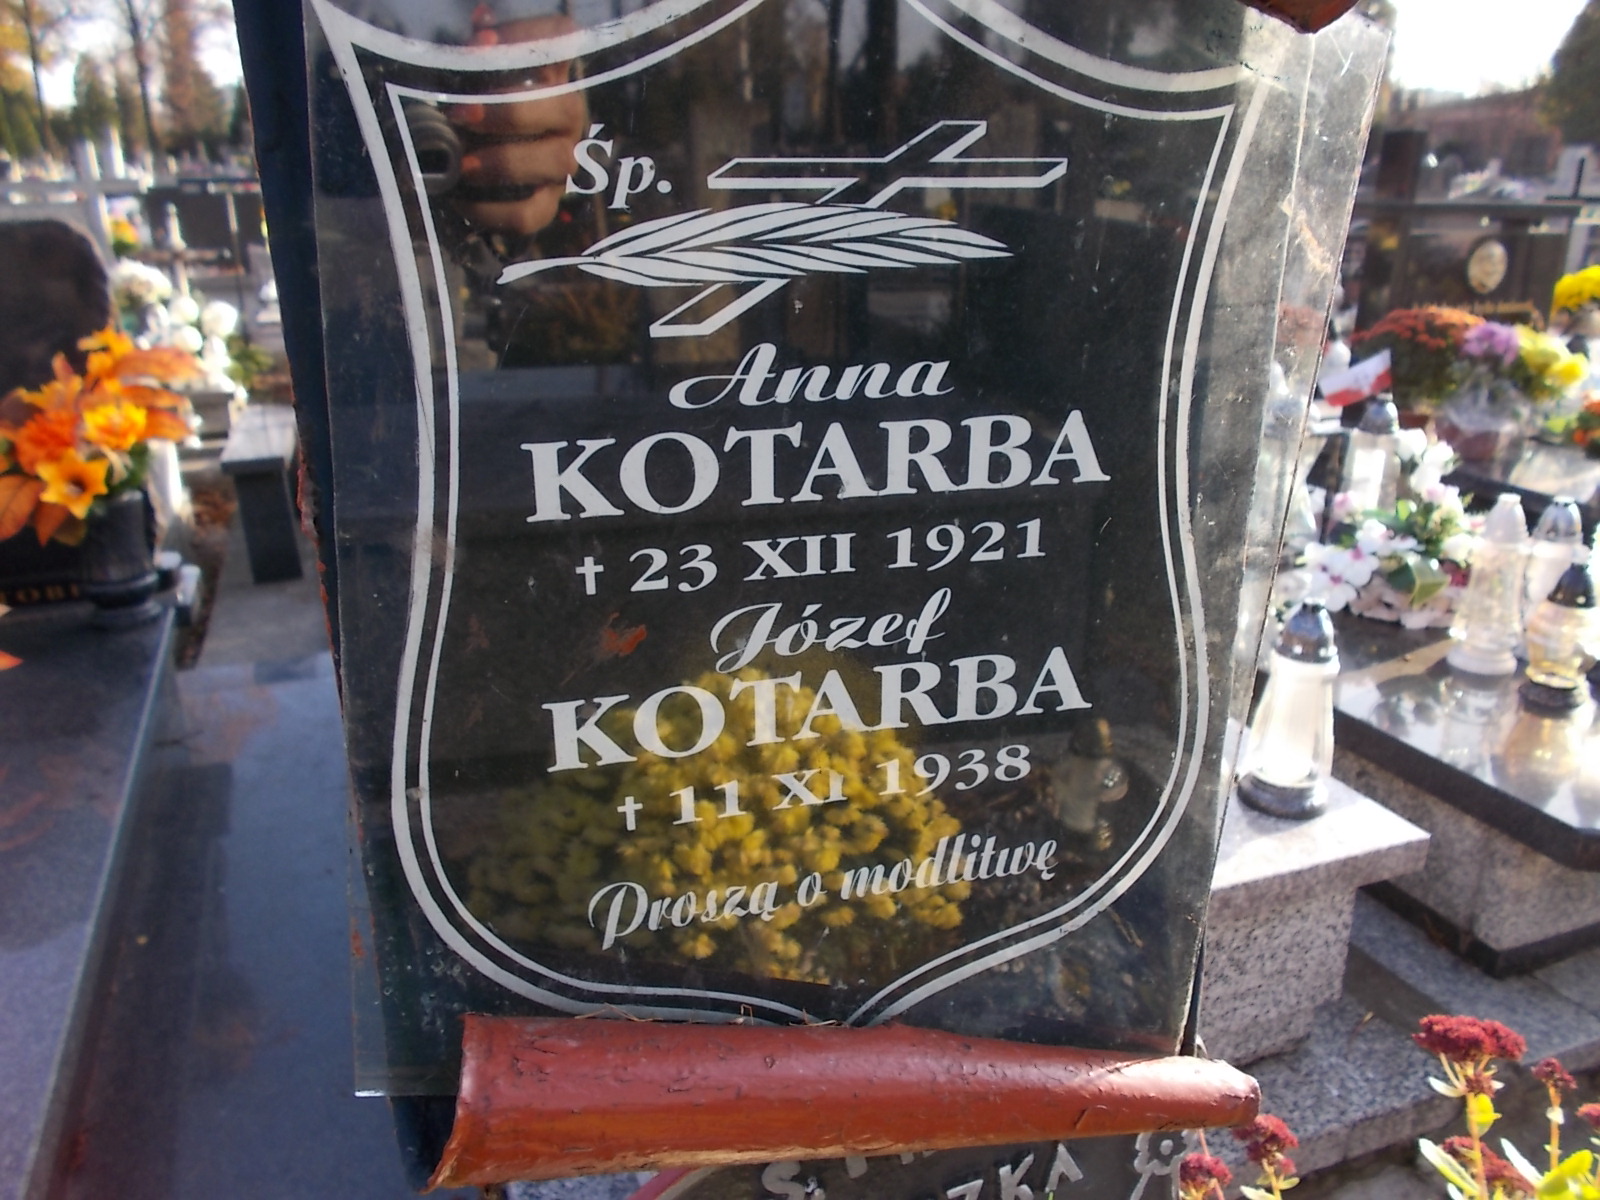 Śp.
Anna
KOTARBA
† 23 XII 1921
Józef
KOTARBA
† 11 XI 1938
Proszą o modlitwę